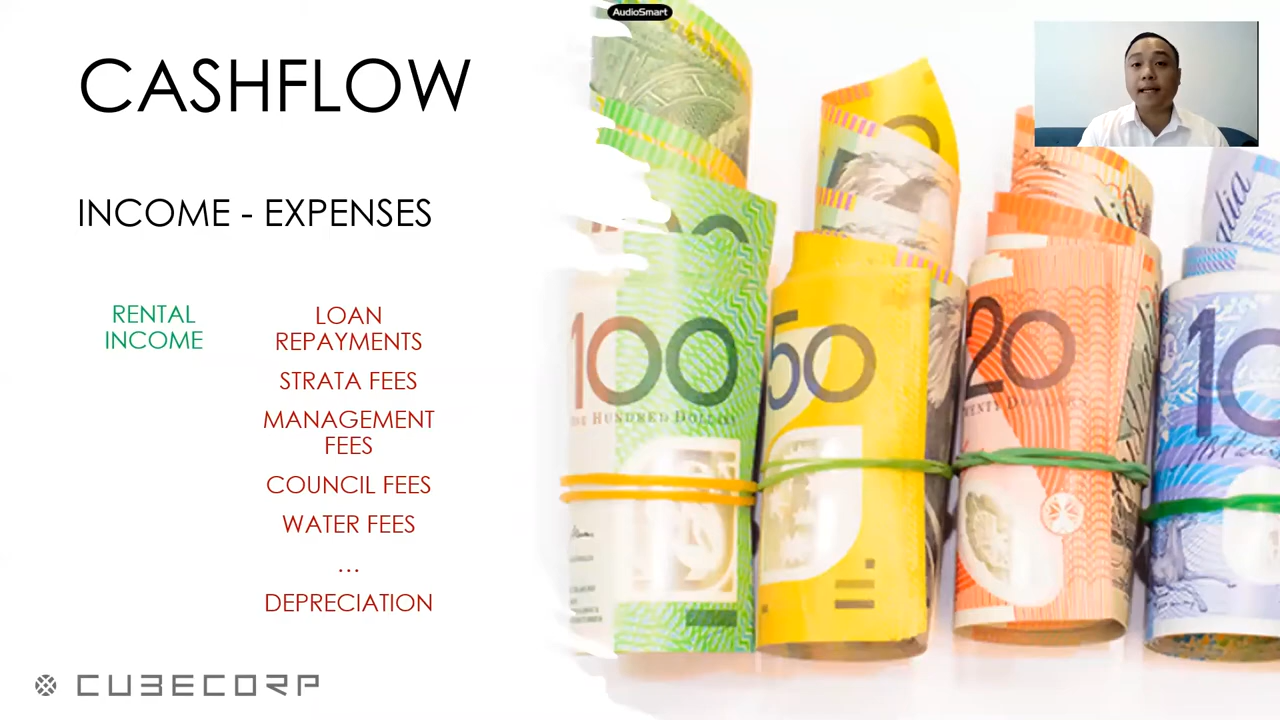 AudioSmart
CASHFLOW
INCOME - EXPENSES
RENTAL
INCOME
LOAN
REPAYMENTS
STRATA FEES
MANAGEMENT
FEES
COUNCIL FEES
WATER FEES
...
DEPRECIATION
CUBECORP
100
50
20
10